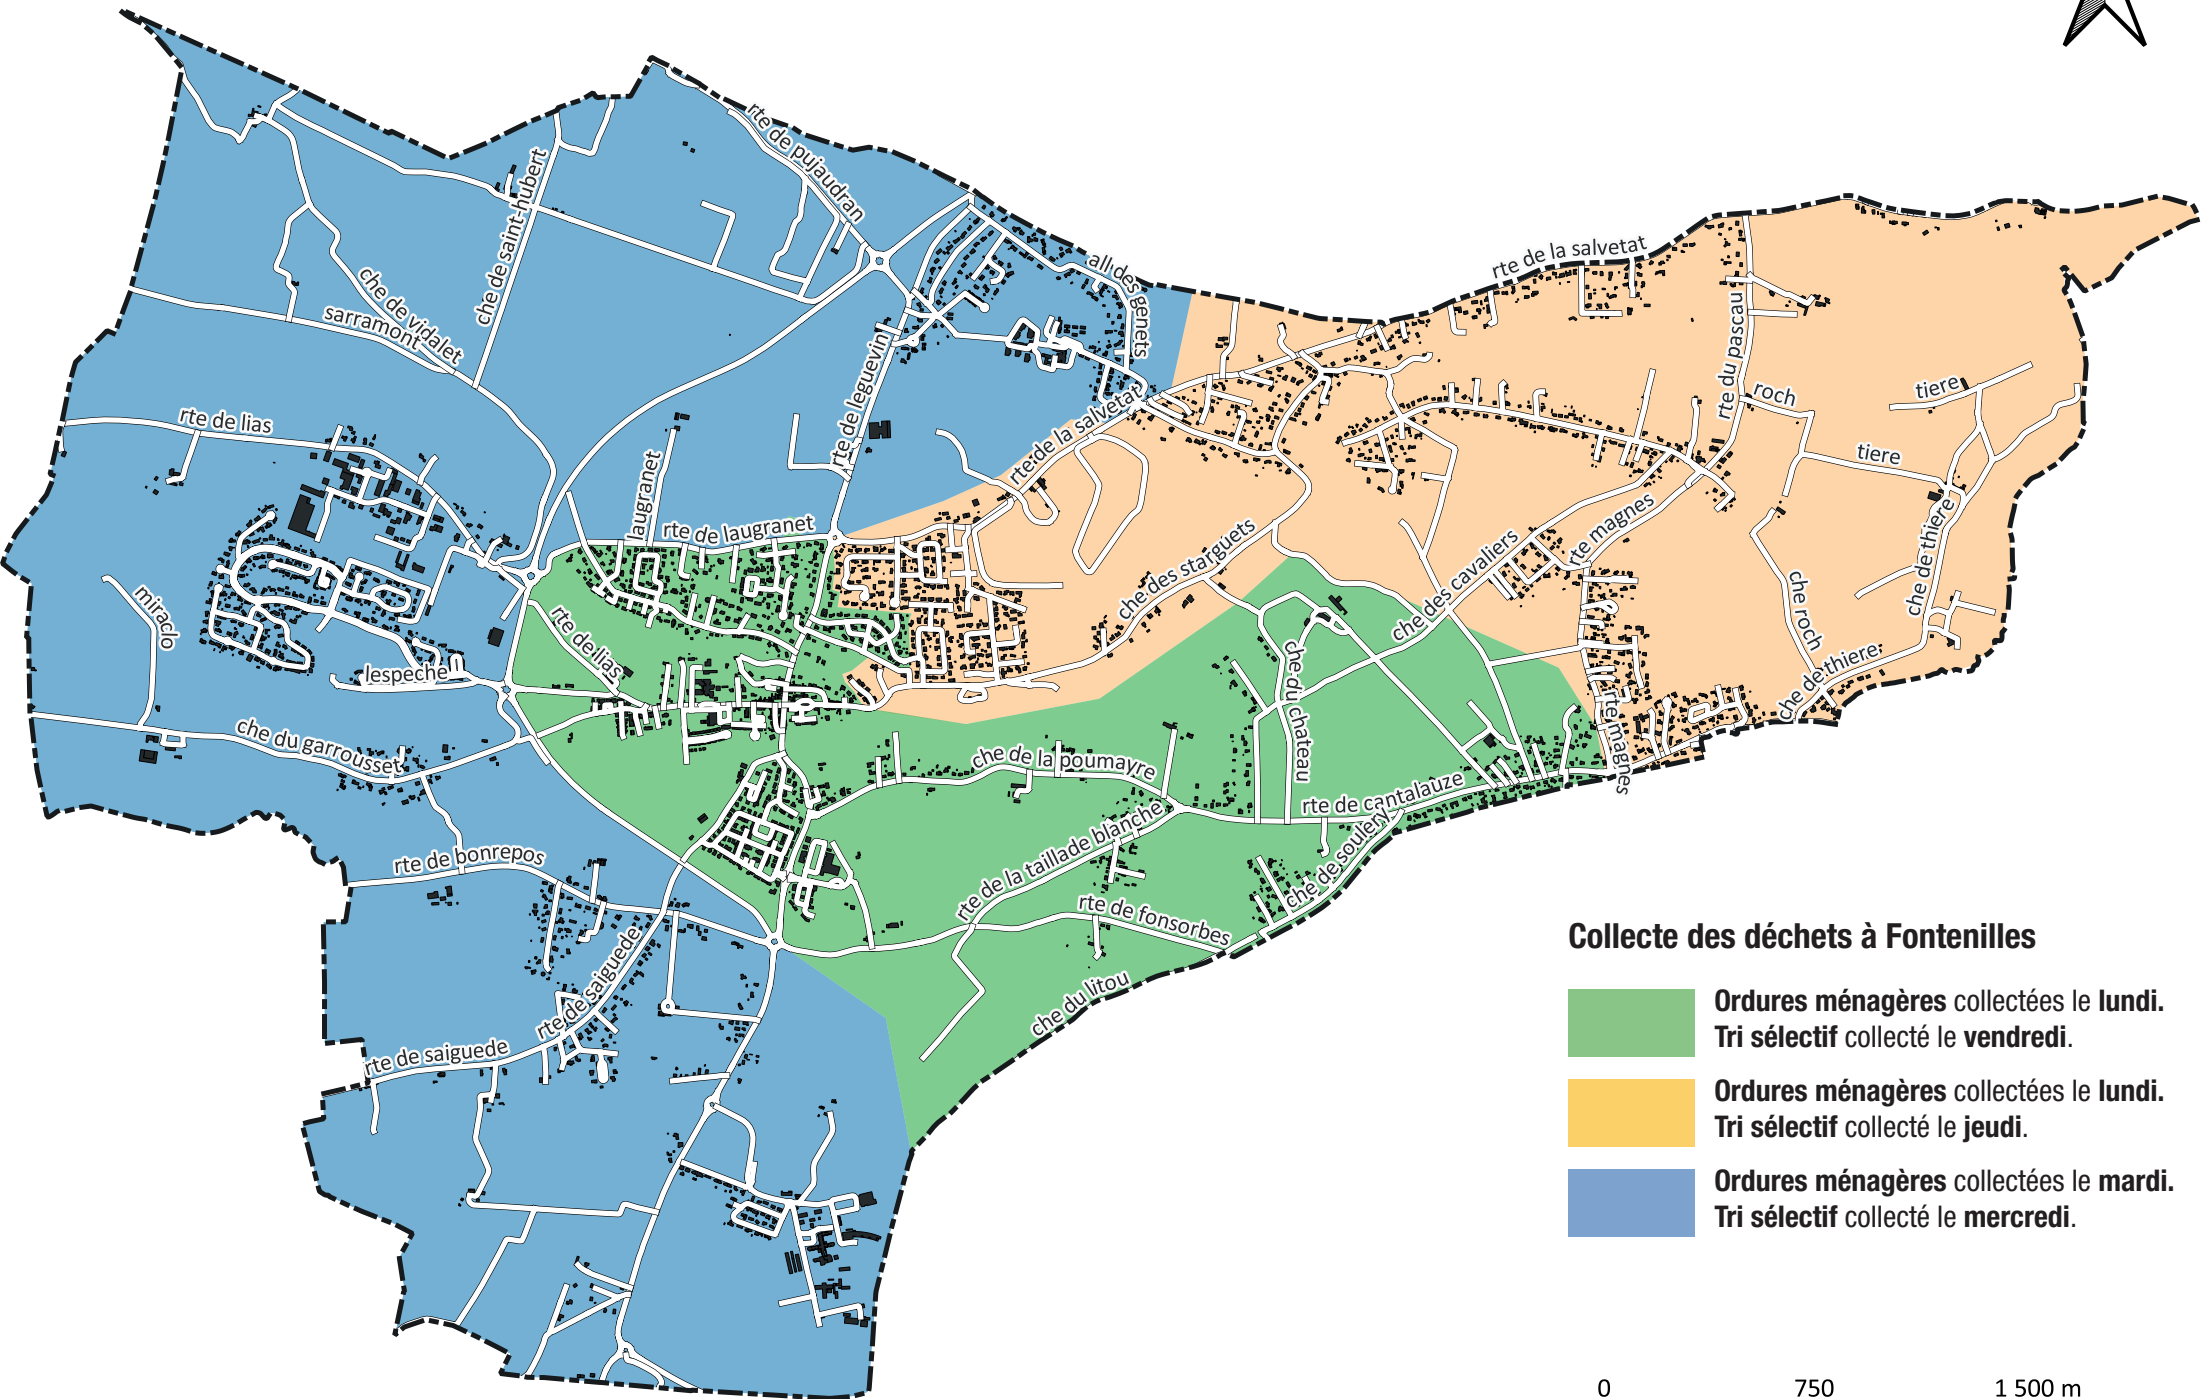 rte de pujaudran
che de saint-hubert
all des genets
rte de la salvetat
che de vidalet
sarramont
rte de leguevin
rte du pascau
roch
tiere
rte de lias
rte de la salvetat
tiere
laugranet
rte de laugranet
rte magnes
che des cavaliers
che des starguets
che de thiere
miraclo
rte de lias
che roch
lespeche
che du chateau
che de thiere
rte magnes
che du garrousset
che de la poumayre
rte de cantalauze
rte de bonrepos
rte de la taillade blanche
che de soulery
rte de fonsorbes
rte de saiguede
che du litou
rte de saiguede
Collecte des déchets à Fontenilles
Ordures ménagères collectées le lundi.
Tri sélectif collecté le vendredi.
Ordures ménagères collectées le lundi.
Tri sélectif collecté le jeudi.
Ordures ménagères collectées le mardi.
Tri sélectif collecté le mercredi.
0 750 1 500 m